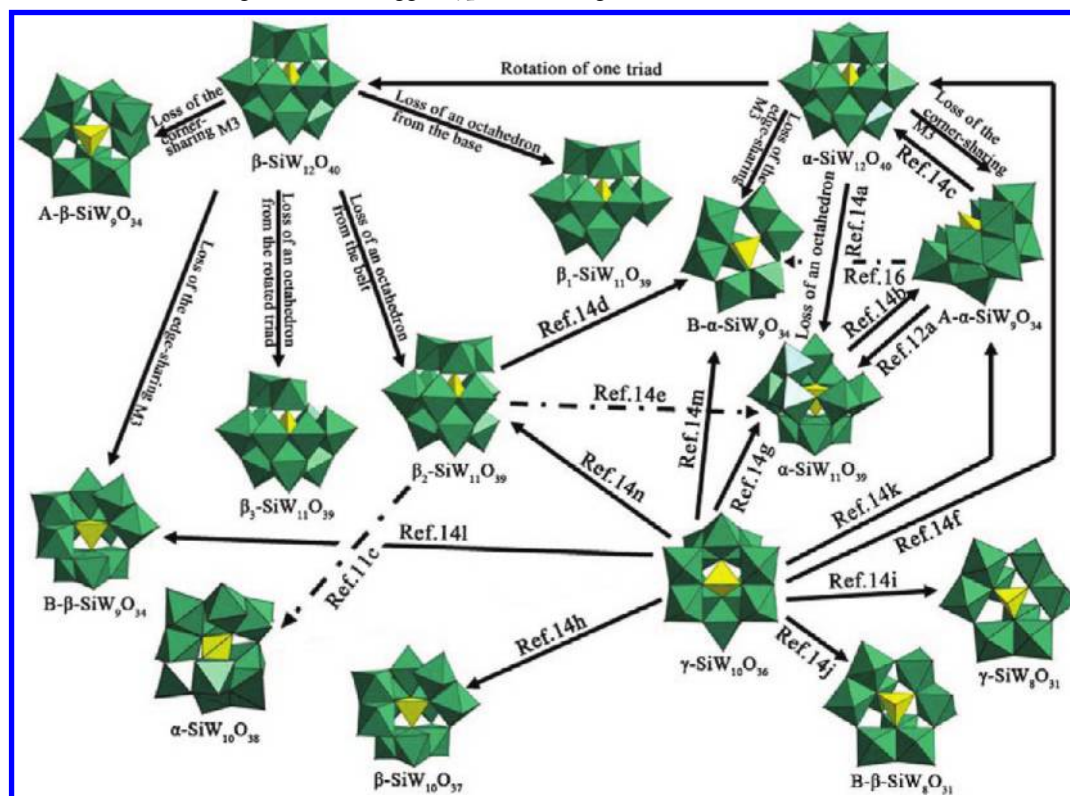 Rotation of one triad
Loss of the
corner-
sharing M3
Loss of an octahedron
from the base
Loss of the
edge-sharing
M3
Loss of the
corner-sharing
M3
Ref.14c
β-SiW₁₂O₄₀
α-SiW₁₂O₄₀
A-β-SiW₉O₃₄
Loss of the edge-sharing M3
Loss of an octahedron
from the rotated triad
Loss of an octahedron
from the belt
β₁-SiW₁₁O₃₉
Loss of an octahedron
Ref.14a
Ref.16
Ref.14b
Ref.12a
B-α-SiW₉O₃₄
A-α-SiW₉O₃₄
Ref.14d
Ref.14e
Ref.14m
Ref.14g
α-SiW₁₁O₃₉
β₃-SiW₁₁O₃₉
β₂-SiW₁₁O₃₉
Ref.14n
Ref.14k
Ref.14f
Ref.14l
Ref.11c
B-β-SiW₉O₃₄
Ref.14i
Ref.14h
Ref.14j
γ-SiW₁₀O₃₆
γ-SiW₈O₃₁
α-SiW₁₀O₃₈
β-SiW₁₀O₃₇
B-β-SiW₈O₃₁